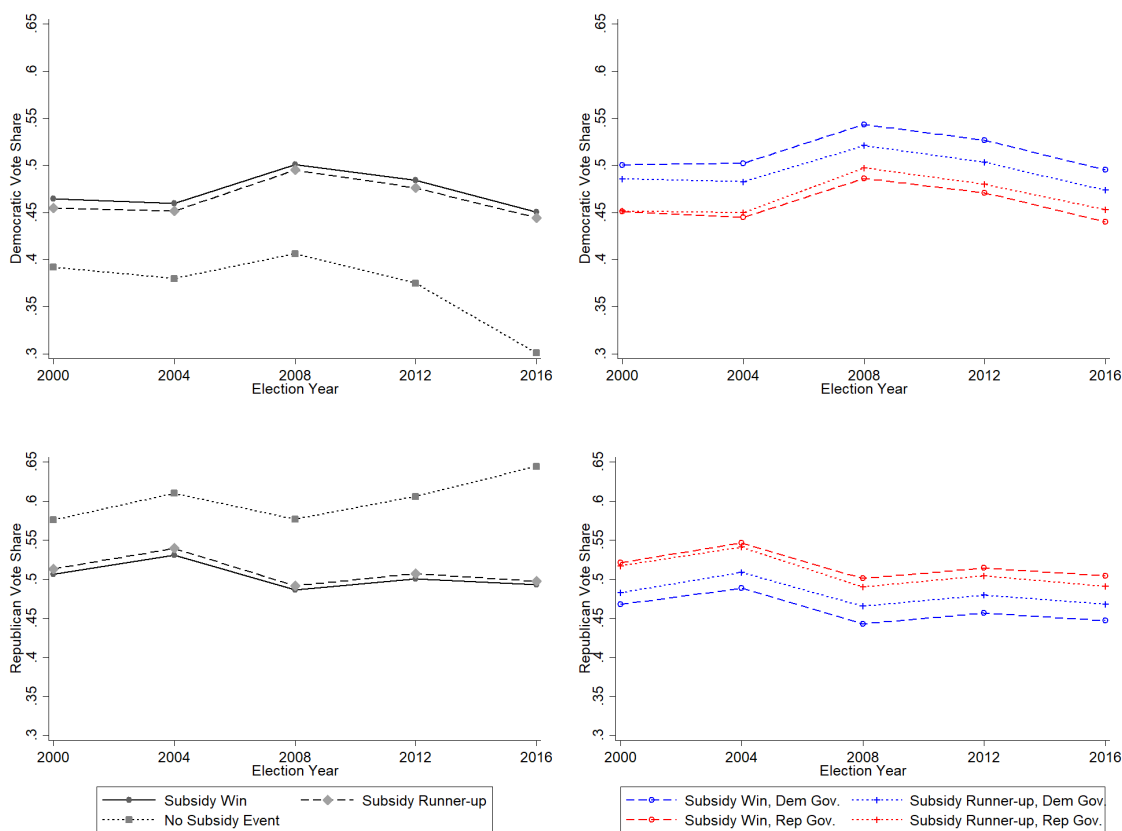 Democratic Vote Share
.65
.6
.55
.5
.45
.4
.35
.3
2000 2004 2008 2012 2016
Election Year
Democratic Vote Share
.65
.6
.55
.5
.45
.4
.35
.3
2000 2004 2008 2012 2016
Election Year
Republican Vote Share
.65
.6
.55
.5
.45
.4
.35
.3
2000 2004 2008 2012 2016
Election Year
Subsidy Win Subsidy Runner-up
No Subsidy Event
Republican Vote Share
.65
.6
.55
.5
.45
.4
.35
.3
2000 2004 2008 2012 2016
Election Year
Subsidy Win, Dem Gov. Subsidy Runner-up, Dem Gov.
Subsidy Win, Rep Gov. Subsidy Runner-up, Rep Gov.